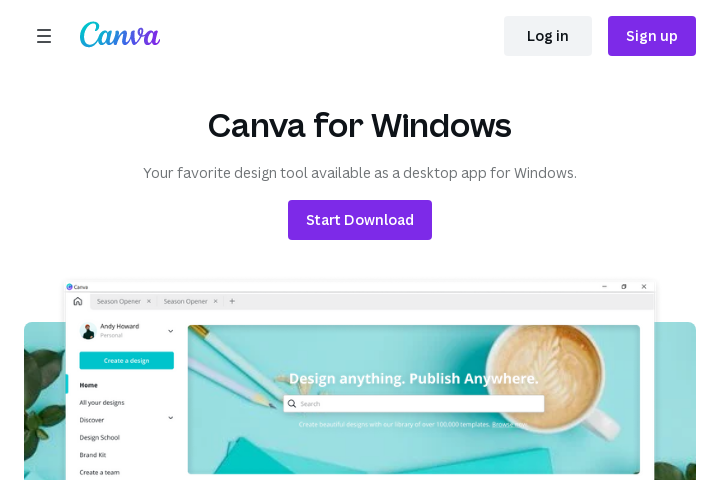 Canva
Log in
Sign up
Canva for Windows
Your favorite design tool available as a desktop app for Windows.
Start Download
Canva
Season Opener
Season Opener
Andy Howard
Personal
Create a design
Home
All your designs
Discover
Design School
Brand Kit
Create a team
Design anything. Publish Anywhere.
Search
Create beautiful designs with our library of over 100,000 templates.